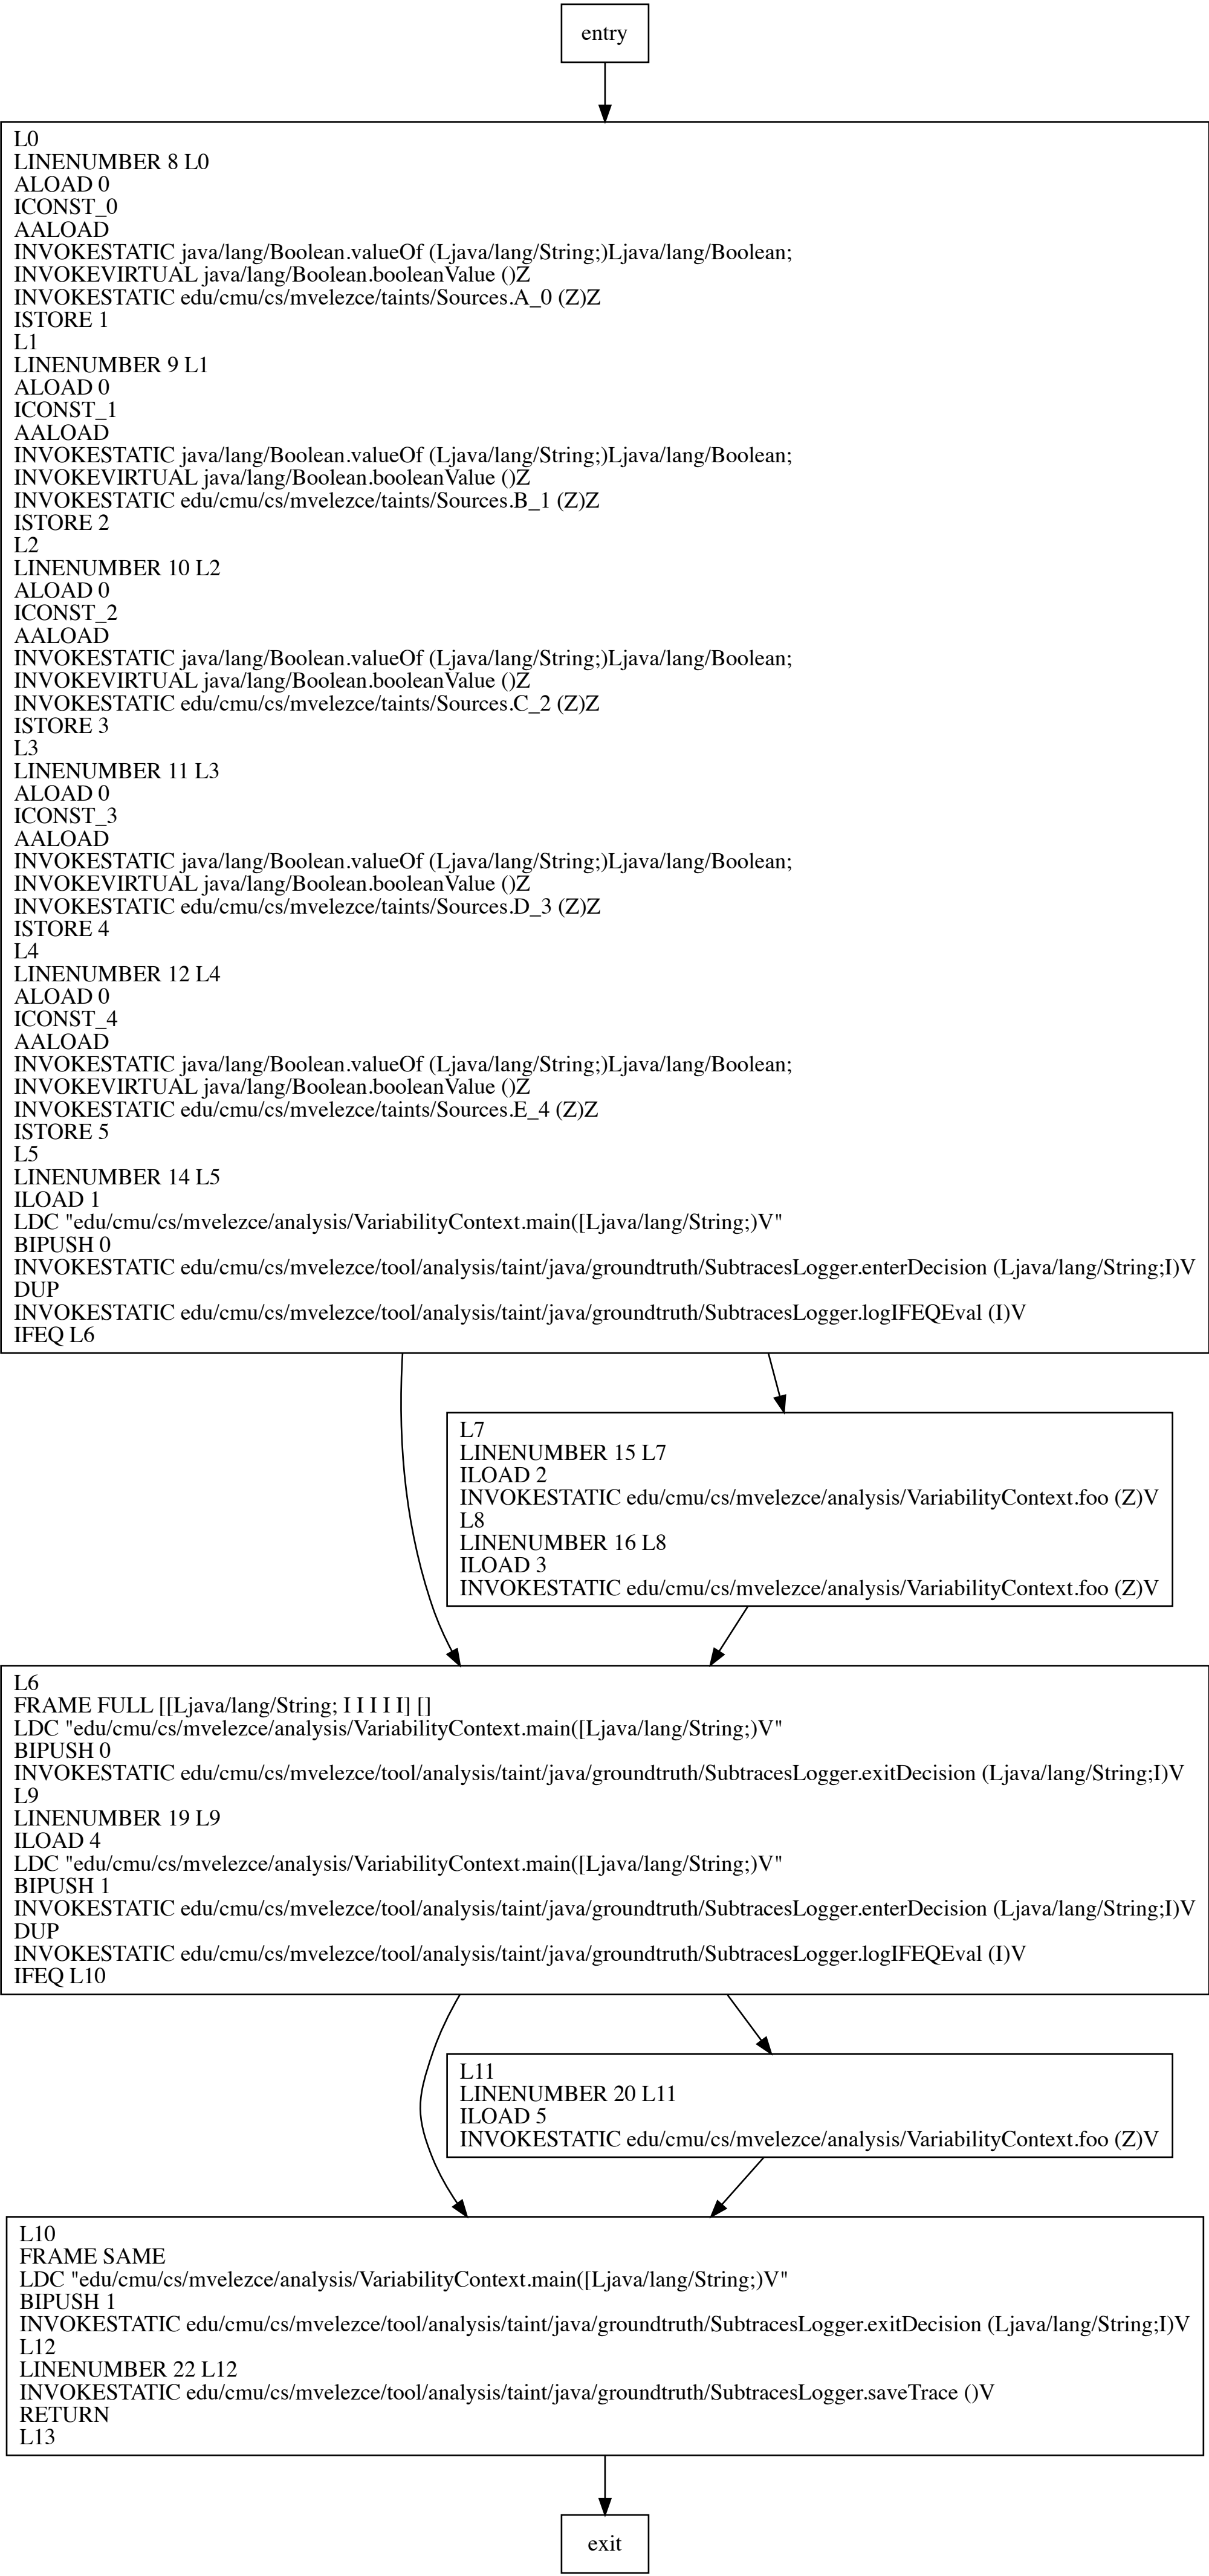 entry
L0
LINENUMBER 8 L0
ALOAD 0
ICONST_0
AALOAD
INVOKESTATIC java/lang/Boolean.valueOf (Ljava/lang/String;)Ljava/lang/Boolean;
INVOKEVIRTUAL java/lang/Boolean.booleanValue ()Z
INVOKESTATIC edu/cmu/cs/mvelezce/taints/Sources.A_0 (Z)Z
ISTORE 1
L1
LINENUMBER 9 L1
ALOAD 0
ICONST_1
AALOAD
INVOKESTATIC java/lang/Boolean.valueOf (Ljava/lang/String;)Ljava/lang/Boolean;
INVOKEVIRTUAL java/lang/Boolean.booleanValue ()Z
INVOKESTATIC edu/cmu/cs/mvelezce/taints/Sources.B_1 (Z)Z
ISTORE 2
L2
LINENUMBER 10 L2
ALOAD 0
ICONST_2
AALOAD
INVOKESTATIC java/lang/Boolean.valueOf (Ljava/lang/String;)Ljava/lang/Boolean;
INVOKEVIRTUAL java/lang/Boolean.booleanValue ()Z
INVOKESTATIC edu/cmu/cs/mvelezce/taints/Sources.C_2 (Z)Z
ISTORE 3
L3
LINENUMBER 11 L3
ALOAD 0
ICONST_3
AALOAD
INVOKESTATIC java/lang/Boolean.valueOf (Ljava/lang/String;)Ljava/lang/Boolean;
INVOKEVIRTUAL java/lang/Boolean.booleanValue ()Z
INVOKESTATIC edu/cmu/cs/mvelezce/taints/Sources.D_3 (Z)Z
ISTORE 4
L4
LINENUMBER 12 L4
ALOAD 0
ICONST_4
AALOAD
INVOKESTATIC java/lang/Boolean.valueOf (Ljava/lang/String;)Ljava/lang/Boolean;
INVOKEVIRTUAL java/lang/Boolean.booleanValue ()Z
INVOKESTATIC edu/cmu/cs/mvelezce/taints/Sources.E_4 (Z)Z
ISTORE 5
L5
LINENUMBER 14 L5
ILOAD 1
LDC "edu/cmu/cs/mvelezce/analysis/VariabilityContext.main([Ljava/lang/String;)V"
BIPUSH 0
INVOKESTATIC edu/cmu/cs/mvelezce/tool/analysis/taint/java/groundtruth/SubtracesLogger.enterDecision (Ljava/lang/String;I)V
DUP
INVOKESTATIC edu/cmu/cs/mvelezce/tool/analysis/taint/java/groundtruth/SubtracesLogger.logIFEQEval (I)V
IFEQ L6
L7
LINENUMBER 15 L7
ILOAD 2
INVOKESTATIC edu/cmu/cs/mvelezce/analysis/VariabilityContext.foo (Z)V
L8
LINENUMBER 16 L8
ILOAD 3
INVOKESTATIC edu/cmu/cs/mvelezce/analysis/VariabilityContext.foo (Z)V
L6
FRAME FULL [[Ljava/lang/String; I I I I I] []
LDC "edu/cmu/cs/mvelezce/analysis/VariabilityContext.main([Ljava/lang/String;)V"
BIPUSH 0
INVOKESTATIC edu/cmu/cs/mvelezce/tool/analysis/taint/java/groundtruth/SubtracesLogger.exitDecision (Ljava/lang/String;I)V
L9
LINENUMBER 19 L9
ILOAD 4
LDC "edu/cmu/cs/mvelezce/analysis/VariabilityContext.main([Ljava/lang/String;)V"
BIPUSH 1
INVOKESTATIC edu/cmu/cs/mvelezce/tool/analysis/taint/java/groundtruth/SubtracesLogger.enterDecision (Ljava/lang/String;I)V
DUP
INVOKESTATIC edu/cmu/cs/mvelezce/tool/analysis/taint/java/groundtruth/SubtracesLogger.logIFEQEval (I)V
IFEQ L10
L11
LINENUMBER 20 L11
ILOAD 5
INVOKESTATIC edu/cmu/cs/mvelezce/analysis/VariabilityContext.foo (Z)V
L10
FRAME SAME
LDC "edu/cmu/cs/mvelezce/analysis/VariabilityContext.main([Ljava/lang/String;)V"
BIPUSH 1
INVOKESTATIC edu/cmu/cs/mvelezce/tool/analysis/taint/java/groundtruth/SubtracesLogger.exitDecision (Ljava/lang/String;I)V
L12
LINENUMBER 22 L12
INVOKESTATIC edu/cmu/cs/mvelezce/tool/analysis/taint/java/groundtruth/SubtracesLogger.saveTrace ()V
RETURN
L13
exit